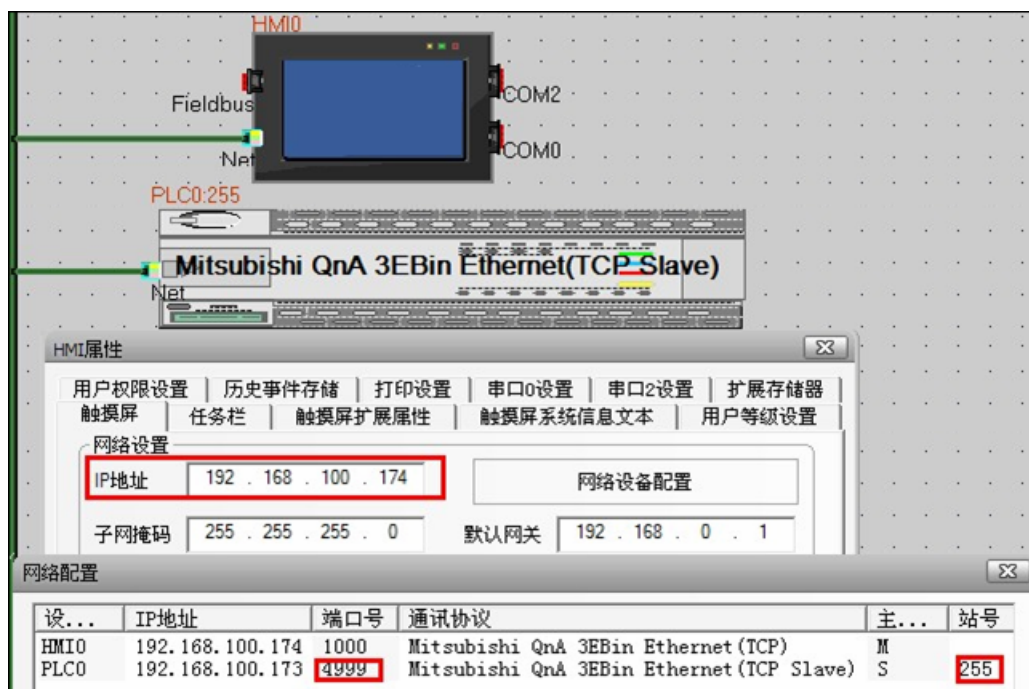 HMI0
COM2
Fieldbus
COM0
Net
PLC0:255
Mitsubishi QnA 3EBin Ethernet(TCP Slave)
Net
HMI属性
用户权限设置 历史事件存储 打印设置 串口0设置 串口2设置 扩展存储器
触摸屏 任务栏 触摸屏扩展属性 触摸屏系统信息文本 用户等级设置
网络设置
IP地址 192 . 168 . 100 . 174 网络设备配置
子网掩码 255 . 255 . 255 . 0 默认网关 192 . 168 . 0 . 1
网络配置
设... IP地址 端口号 通讯协议 主... 站号
HMI0 192.168.100.174 1000 Mitsubishi QnA 3EBin Ethernet(TCP) M
PLC0 192.168.100.173 4999 Mitsubishi QnA 3EBin Ethernet(TCP Slave) S 255